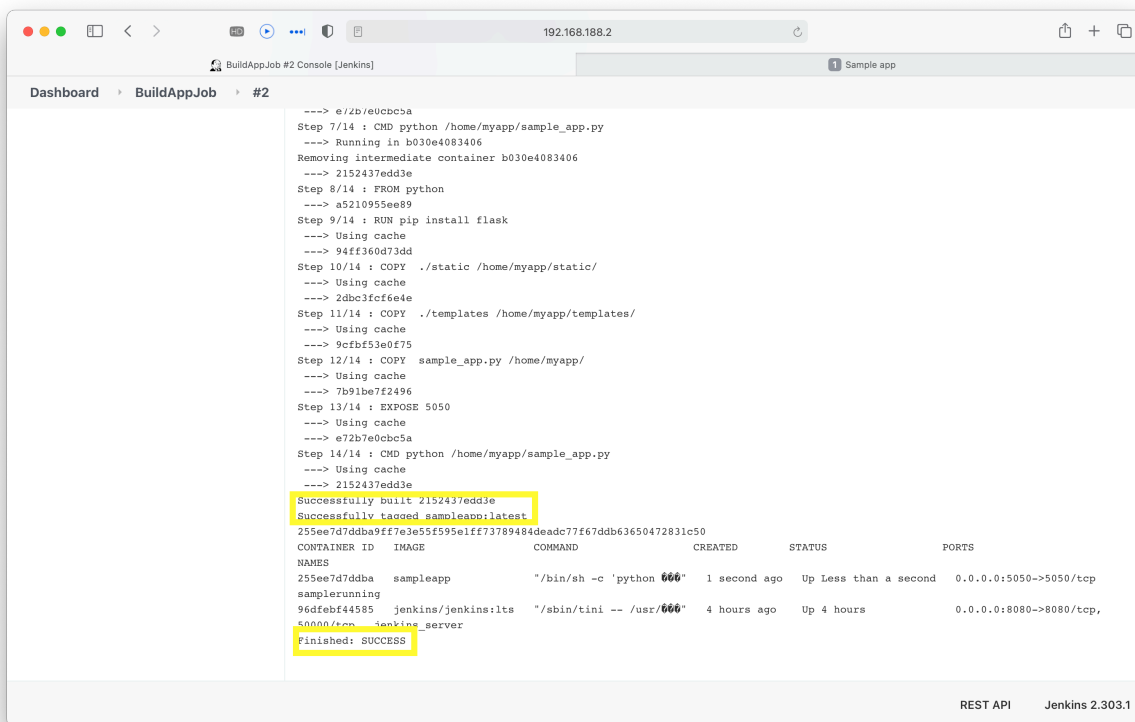 HD
192.168.188.2
BuildAppJob #2 Console [Jenkins]
1 Sample app
Dashboard BuildAppJob #2
---> e72b7e0cbc5a
Step 7/14 : CMD python /home/myapp/sample_app.py
---> Running in b030e4083406
Removing intermediate container b030e4083406
---> 2152437edd3e
Step 8/14 : FROM python
---> a5210955ee89
Step 9/14 : RUN pip install flask
---> Using cache
---> 94ff360d73dd
Step 10/14 : COPY ./static /home/myapp/static/
---> Using cache
---> 2dbc3fcf6e4e
Step 11/14 : COPY ./templates /home/myapp/templates/
---> Using cache
---> 9cfbf53e0f75
Step 12/14 : COPY sample_app.py /home/myapp/
---> Using cache
---> 7b91be7f2496
Step 13/14 : EXPOSE 5050
---> Using cache
---> e72b7e0cbc5a
Step 14/14 : CMD python /home/myapp/sample_app.py
---> Using cache
---> 2152437edd3e
Successfully built 2152437edd3e
Successfully tagged sampleapp:latest
255ee7d7ddba9ff7e3e55f595e1ff73789484deadc77f67ddb63650472831c50
CONTAINER ID IMAGE COMMAND CREATED STATUS PORTS
NAMES
255ee7d7ddba sampleapp "/bin/sh -c 'python ���" 1 second ago Up Less than a second 0.0.0.0:5050->5050/tcp
samplerunning
96dfebf44585 jenkins/jenkins:lts "/sbin/tini -- /usr/���" 4 hours ago Up 4 hours 0.0.0.0:8080->8080/tcp,
50000/tcp jenkins_server
Finished: SUCCESS
REST API Jenkins 2.303.1